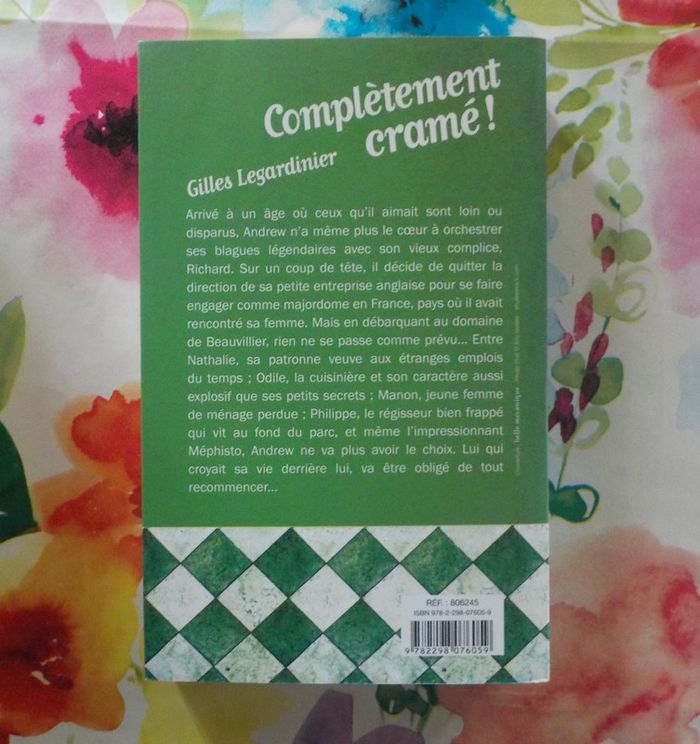 Complètement
cramé !
Gilles Legardinier
Arrivé à un âge où ceux qu'il aimait sont loin ou
disparus, Andrew n'a même plus le cœur à orchestrer
ses blagues légendaires avec son vieux complice,
Richard. Sur un coup de tête, il décide de quitter la
direction de sa petite entreprise anglaise pour se faire
engager comme majordome en France, pays où il avait
rencontré sa femme. Mais en débarquant au domaine
de Beauvillier, rien ne se passe comme prévu... Entre
Nathalie, sa patronne veuve aux étranges emplois
du temps ; Odile, la cuisinière et son caractère aussi
explosif que ses petits secrets ; Manon, jeune femme
de ménage perdue ; Philippe, le régisseur bien frappé
qui vit au fond du parc, et même l'impressionnant
Méphisto, Andrew ne va plus avoir le choix. Lui qui
croyait sa vie derrière lui, va être obligé de tout
recommencer...
RÉF. : 806245
ISBN 978-2-298-07605-9
9 782298 076059